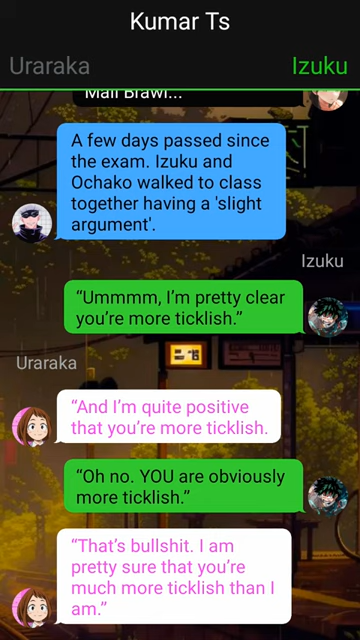 Kumar Ts
Uraraka
Izuku
Mall Brawl...
A few days passed since
the exam. Izuku and
Ochako walked to class
together having a 'slight
argument'.
Izuku
“Ummmm, I’m pretty clear
you’re more ticklish.”
Uraraka
“And I’m quite positive
that you’re more ticklish.
“Oh no. YOU are obviously
more ticklish.”
“That’s bullshit. I am
pretty sure that you’re
much more ticklish than I
am.”